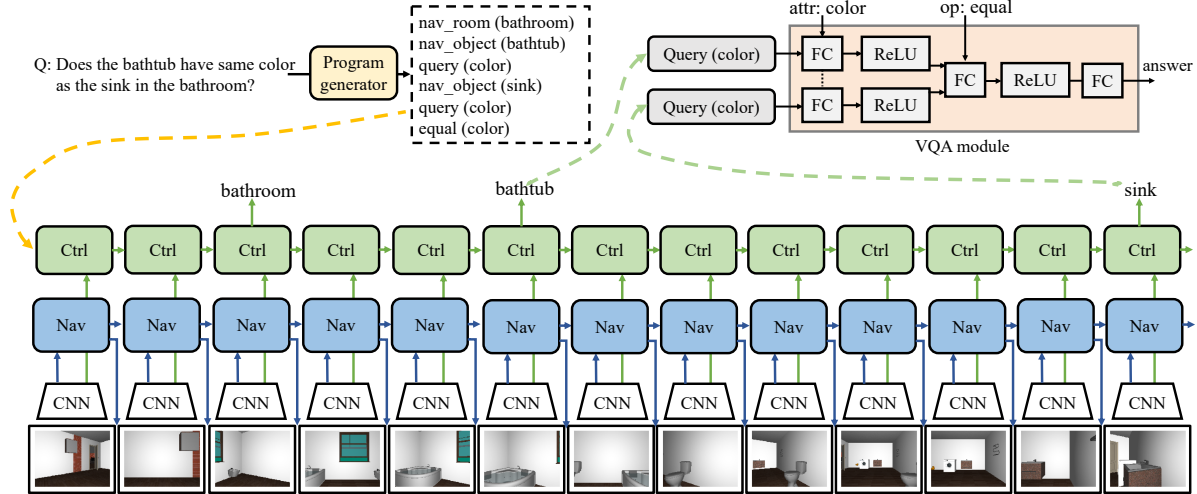 Q: Does the bathtub have same color
as the sink in the bathroom?
Program
generator
nav_room (bathroom)
nav_object (bathtub)
query (color)
nav_object (sink)
query (color)
equal (color)
attr: color
op: equal
Query (color)
FC
ReLU
FC
ReLU
FC
answer
Query (color)
FC
ReLU
VQA module
bathroom
bathtub
sink
Ctrl Ctrl Ctrl Ctrl Ctrl Ctrl Ctrl Ctrl Ctrl Ctrl Ctrl Ctrl Ctrl
Nav Nav Nav Nav Nav Nav Nav Nav Nav Nav Nav Nav Nav
CNN CNN CNN CNN CNN CNN CNN CNN CNN CNN CNN CNN CNN